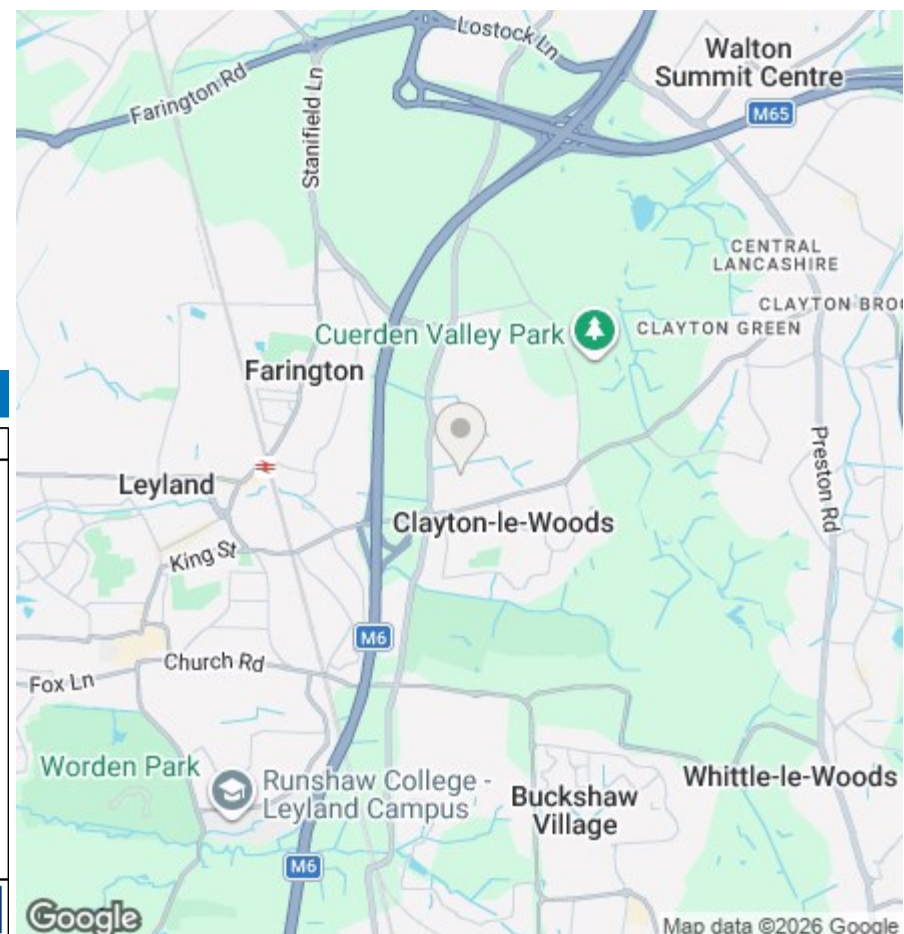 Lostock Ln
Walton
Summit Centre
Farington Rd
M65
Stanifield Ln
CENTRAL
LANCASHIRE
CLAYTON BROO
Cuerden Valley Park
CLAYTON GREEN
Farington
Preston Rd
Leyland
Clayton-le-Woods
King St
M6
Church Rd
Fox Ln
Worden Park
Runshaw College -
Leyland Campus
Whittle-le-Woods
Buckshaw
Village
M6
Google
Map data ©2026 Google